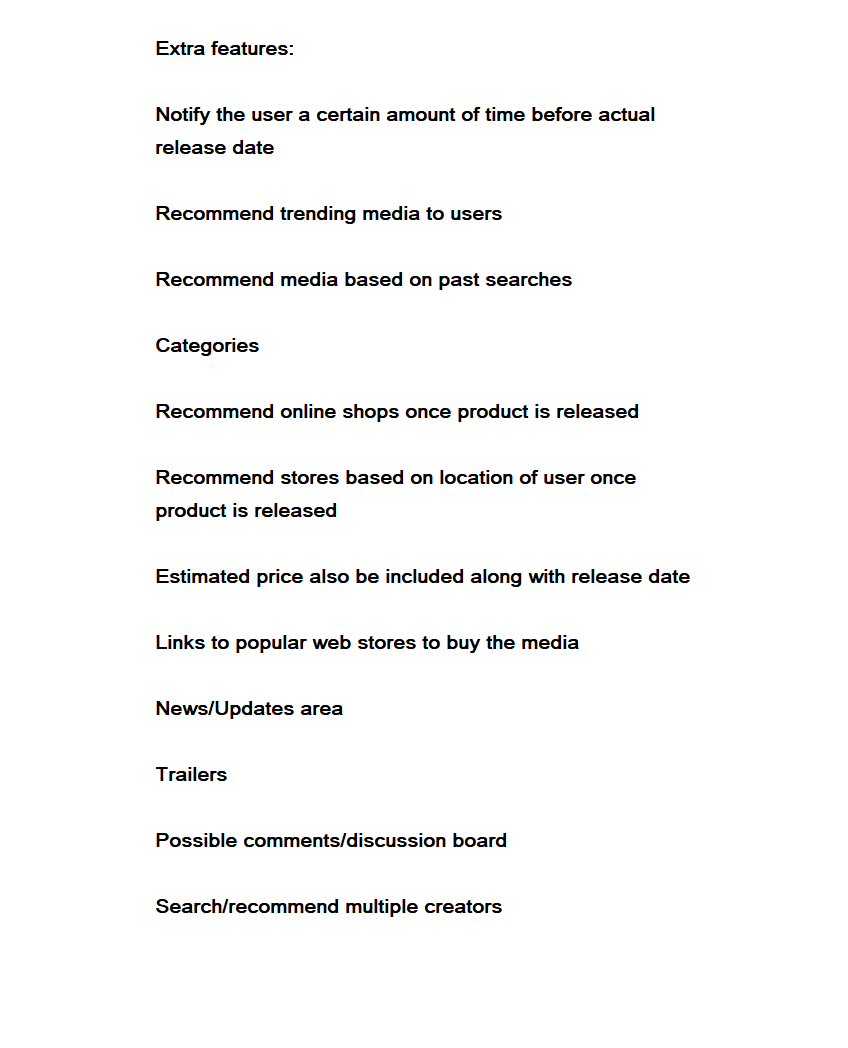 Extra features:
Notify the user a certain amount of time before actual
release date
Recommend trending media to users
Recommend media based on past searches
Categories
Recommend online shops once product is released
Recommend stores based on location of user once
product is released
Estimated price also be included along with release date
Links to popular web stores to buy the media
News/Updates area
Trailers
Possible comments/discussion board
Search/recommend multiple creators